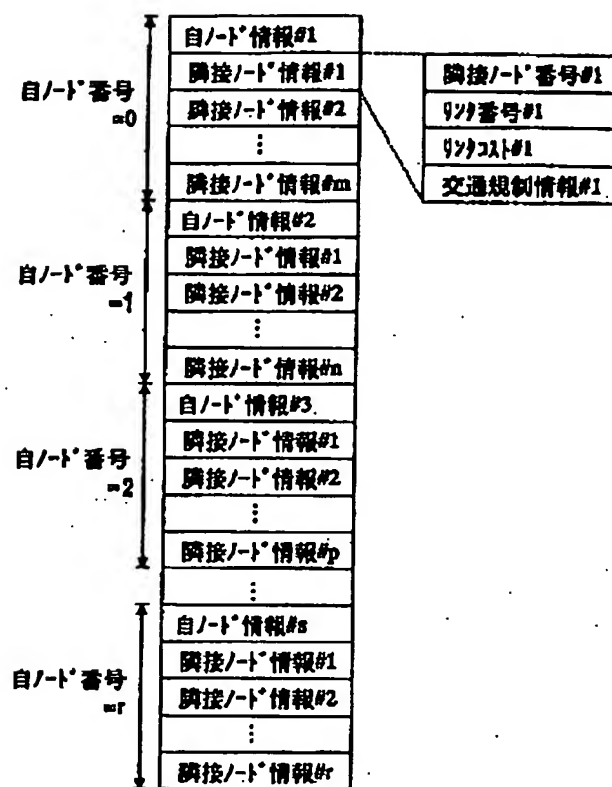 自ﾉｰﾄﾞ情報#1
隣接ﾉｰﾄﾞ情報#1
隣接ﾉｰﾄﾞ情報#2
⋮
隣接ﾉｰﾄﾞ情報#m
自ﾉｰﾄﾞ番号
=0
隣接ﾉｰﾄﾞ番号#1
ﾘﾝｸ番号#1
ﾘﾝｸｺｽﾄ#1
交通規制情報#1
自ﾉｰﾄﾞ情報#2
隣接ﾉｰﾄﾞ情報#1
隣接ﾉｰﾄﾞ情報#2
⋮
隣接ﾉｰﾄﾞ情報#n
自ﾉｰﾄﾞ番号
=1
自ﾉｰﾄﾞ情報#3
隣接ﾉｰﾄﾞ情報#1
隣接ﾉｰﾄﾞ情報#2
⋮
隣接ﾉｰﾄﾞ情報#p
自ﾉｰﾄﾞ番号
=2
⋮
自ﾉｰﾄﾞ情報#s
隣接ﾉｰﾄﾞ情報#1
隣接ﾉｰﾄﾞ情報#2
⋮
隣接ﾉｰﾄﾞ情報#r
自ﾉｰﾄﾞ番号
=r